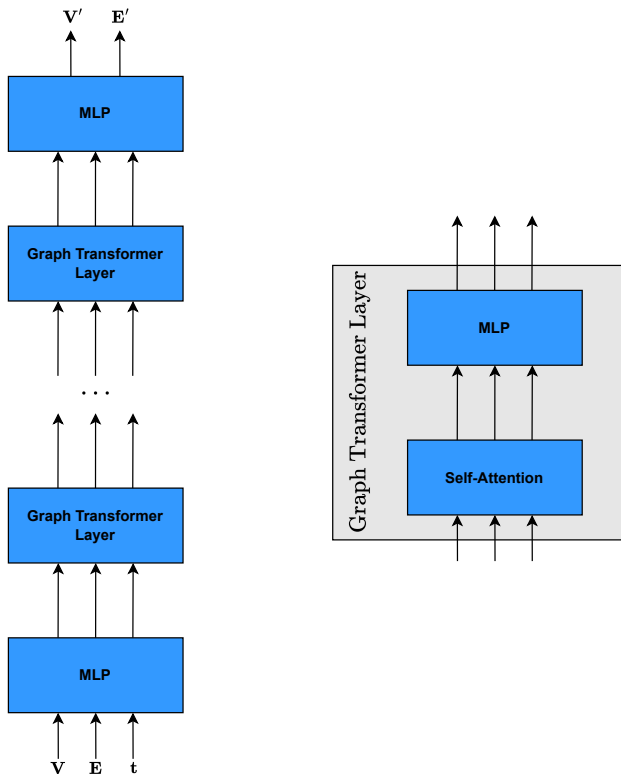 V′ E′
MLP
Graph Transformer
Layer
...
Graph Transformer
Layer
MLP
V E t
Graph Transformer Layer
MLP
Self-Attention